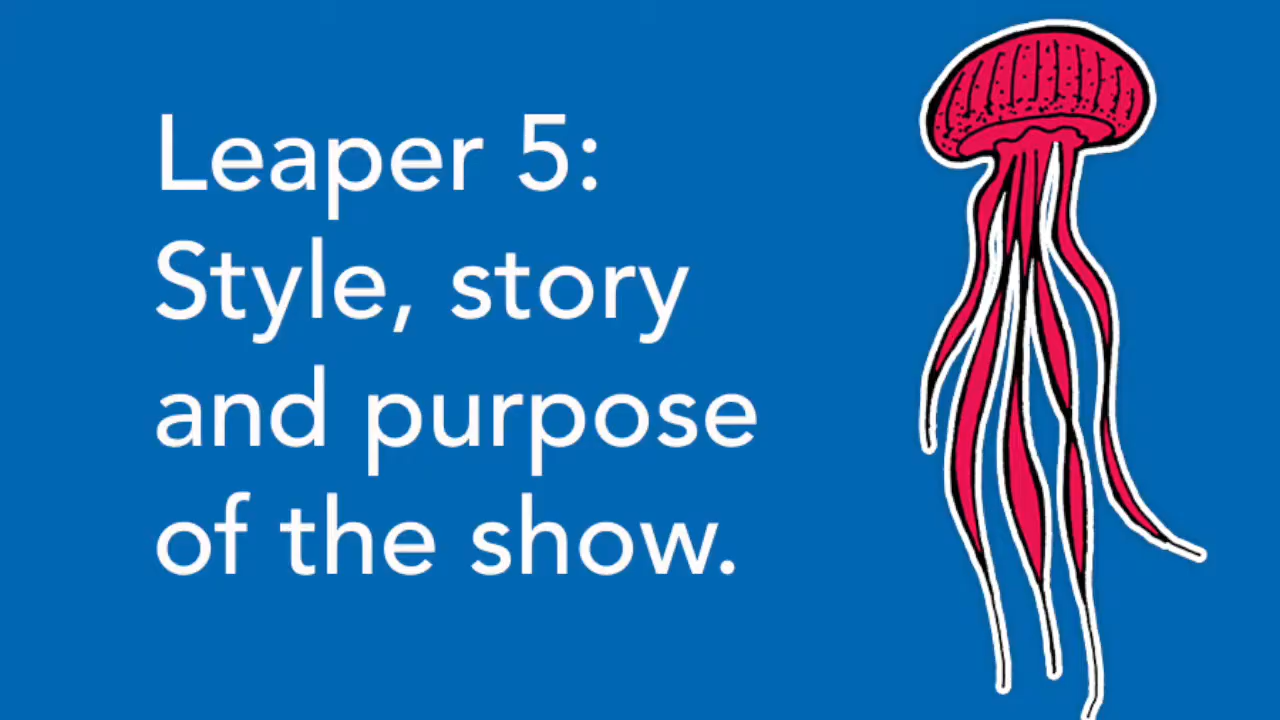 Leaper 5:
Style, story
and purpose
of the show.